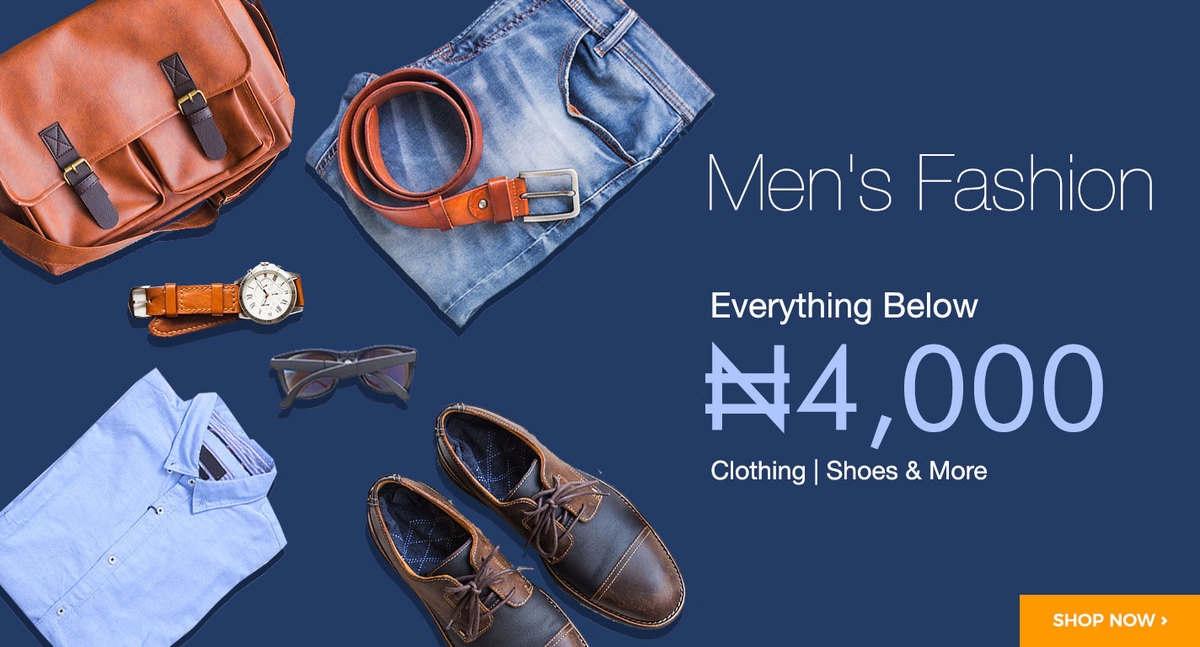 Men's Fashion
Everything Below
₦4,000
Clothing | Shoes & More
SHOP NOW ›